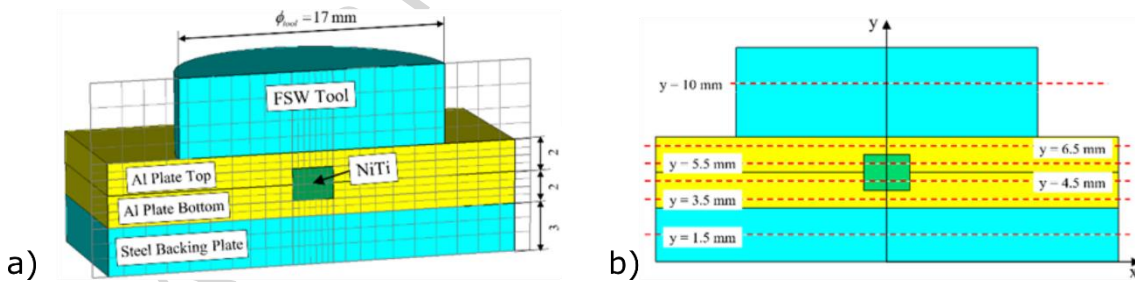 ϕtool = 17 mm
FSW Tool
NiTi
Al Plate Top
Al Plate Bottom
Steel Backing Plate
2
2
3
a)
y
y – 10 mm
y = 6.5 mm
y = 5.5 mm
y – 4.5 mm
y = 3.5 mm
y = 1.5 mm
x
b)